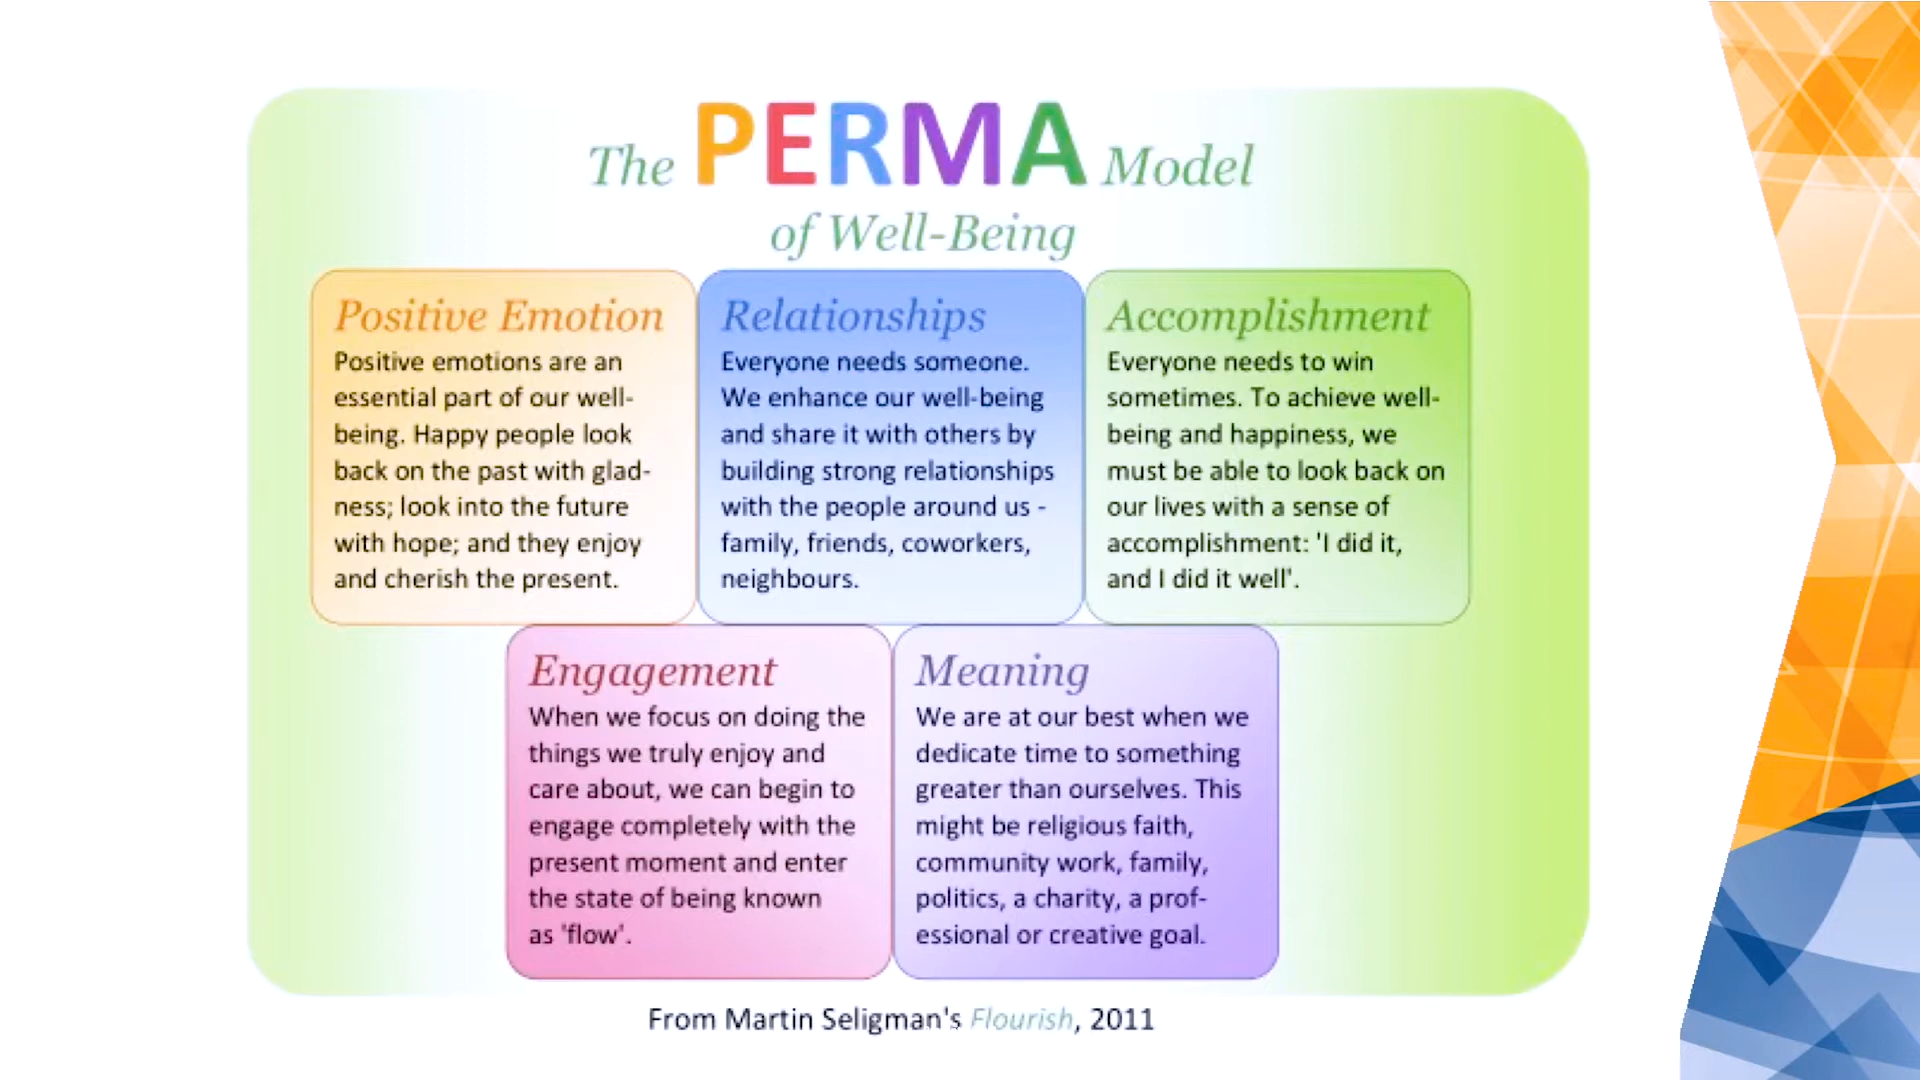 The PERMA Model
of Well-Being
Positive Emotion
Positive emotions are an
essential part of our well-
being. Happy people look
back on the past with glad-
ness; look into the future
with hope; and they enjoy
and cherish the present.
Relationships
Everyone needs someone.
We enhance our well-being
and share it with others by
building strong relationships
with the people around us -
family, friends, coworkers,
neighbours.
Accomplishment
Everyone needs to win
sometimes. To achieve well-
being and happiness, we
must be able to look back on
our lives with a sense of
accomplishment: 'I did it,
and I did it well'.
Engagement
When we focus on doing the
things we truly enjoy and
care about, we can begin to
engage completely with the
present moment and enter
the state of being known
as 'flow'.
Meaning
We are at our best when we
dedicate time to something
greater than ourselves. This
might be religious faith,
community work, family,
politics, a charity, a prof-
essional or creative goal.
From Martin Seligman's Flourish, 2011